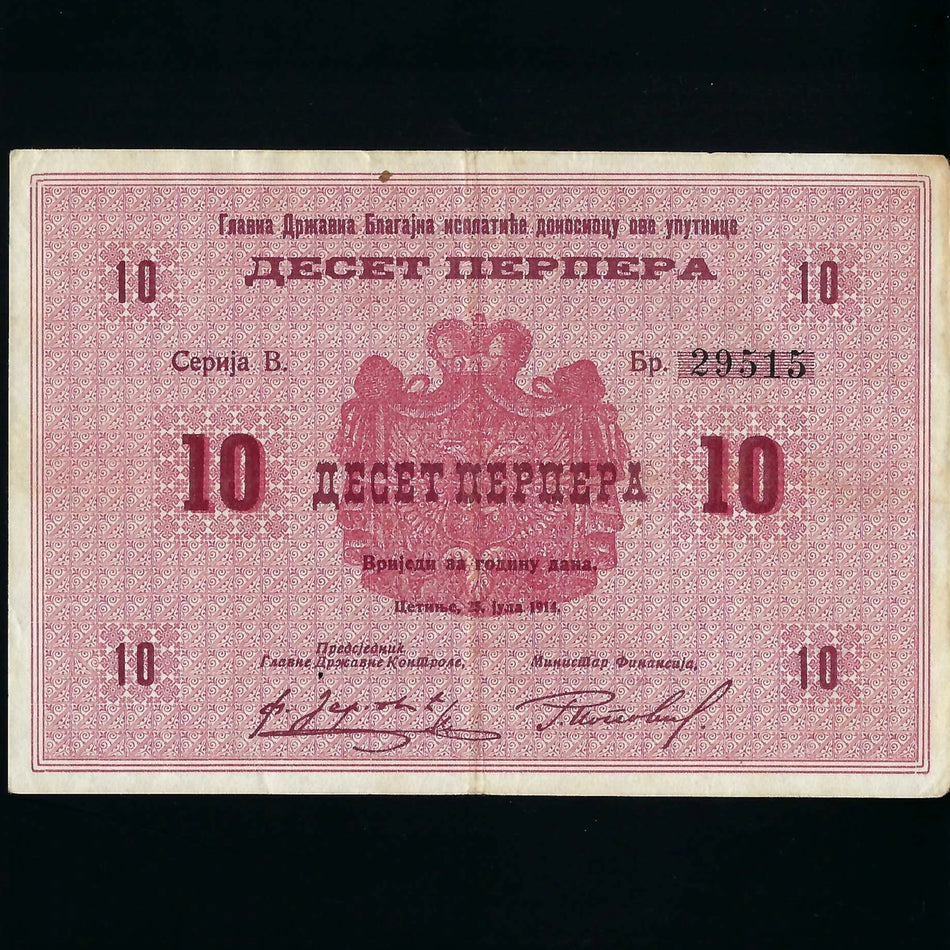 Главна Државна Благајна исплатиће доносиоцу ове упутнице
10 ДЕСЕТ ПЕРПЕРА 10
Серија В. Бр. 29515
10 ДЕСЕТ ПЕРПЕРА 10
Вриједи за годину дана.
Цетиње, 25. јула 1914.
Предсједник
Главне Државне Контроле, Министар Финансија,
10 10